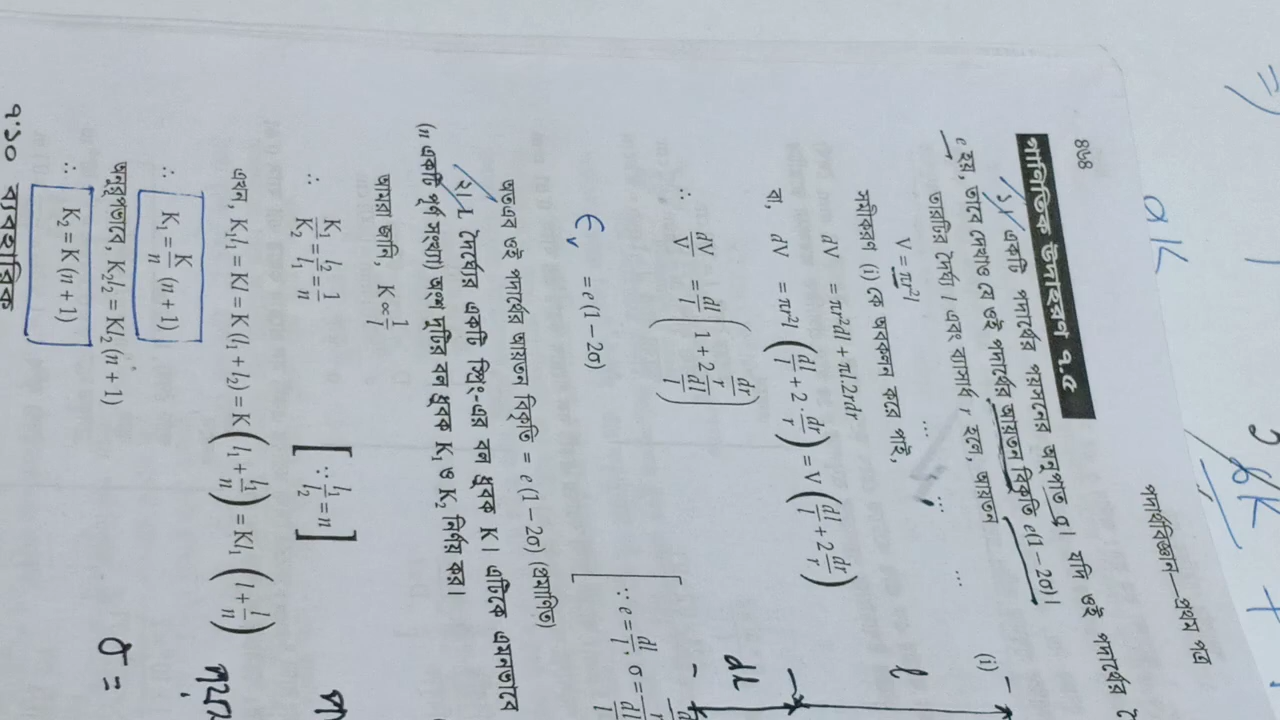 ৪৬৪
পদার্থবিজ্ঞান—প্রথম পত্র
গাণিতিক উদাহরণ ৭.৫
১। একটি পদার্থের পয়সনের অনুপাত σ। যদি ওই পদার্থের
e হয়, তবে দেখাও যে ওই পদার্থের আয়তন বিকৃতি e(1 − 2σ)।
তারটির দৈর্ঘ্য l এবং ব্যাসার্ধ r হলে, আয়তন
V = πr²l ... ... ... (i)
সমীকরণ (i) কে অবকলন করে পাই,
dV = πr²dl + πl.2rdr
বা, dV = πr²l (dl/l + 2.dr/r) = V (dl/l + 2 dr/r)
∴ dV/V = dl/l (1 + 2 (dr/r)/(dl/l)) [∵ e = dl/l, σ =
= e (1 − 2σ)
অতএব ওই পদার্থের আয়তন বিকৃতি = e (1 − 2σ) (প্রমাণিত)
২। L দৈর্ঘ্যের একটি স্প্রিং-এর বল ধ্রুবক K। এটিকে এমনভাবে
(n একটি পূর্ণ সংখ্যা) অংশ দুটির বল ধ্রুবক K₁ ও K₂ নির্ণয় কর।
আমরা জানি, K ∝ 1/l
∴ K₁/K₂ = l₂/l₁ = 1/n [∵ l₁/l₂ = n]
এখন, K₁l₁ = Kl = K (l₁ + l₂) = K (l₁ + l₁/n) = Kl₁ (l + l/n)
∴ K₁ = K/n (n + 1)
অনুরূপভাবে, K₂l₂ = Kl₂ (n + 1)
∴ K₂ = K (n + 1)
৭.১০ ব্যবহারিক
l
dL
σ =